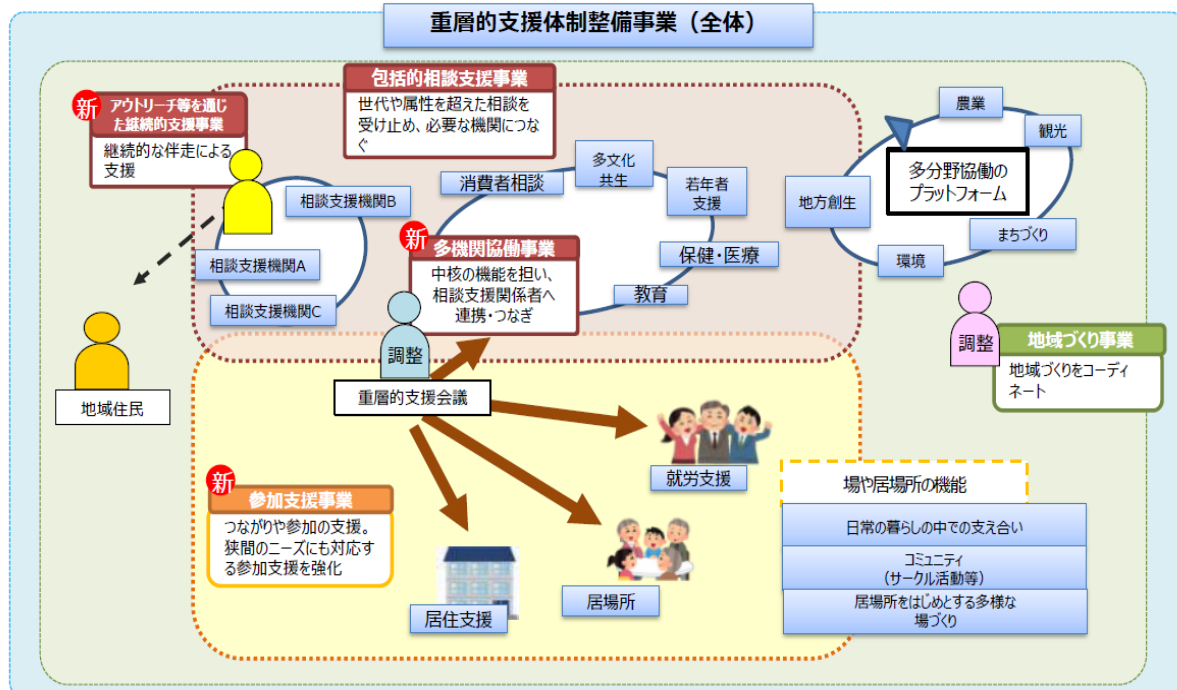 重層的支援体制整備事業（全体）
包括的相談支援事業
世代や属性を超えた相談を
受け止め、必要な機関につな
ぐ
新
アウトリーチ等を通じ
た継続的支援事業
継続的な伴走による
支援
相談支援機関B
相談支援機関A
相談支援機関C
地域住民
消費者相談
多文化
共生
若年者
支援
保健・医療
教育
新
多機関協働事業
中核の機能を担い、
相談支援関係者へ
連携・つなぎ
調整
重層的支援会議
農業
観光
多分野協働の
プラットフォーム
地方創生
まちづくり
環境
調整
地域づくり事業
地域づくりをコーディ
ネート
新
参加支援事業
つながりや参加の支援。
狭間のニーズにも対応す
る参加支援を強化
就労支援
居場所
居住支援
場や居場所の機能
日常の暮らしの中での支え合い
コミュニティ
（サークル活動等）
居場所をはじめとする多様な
場づくり